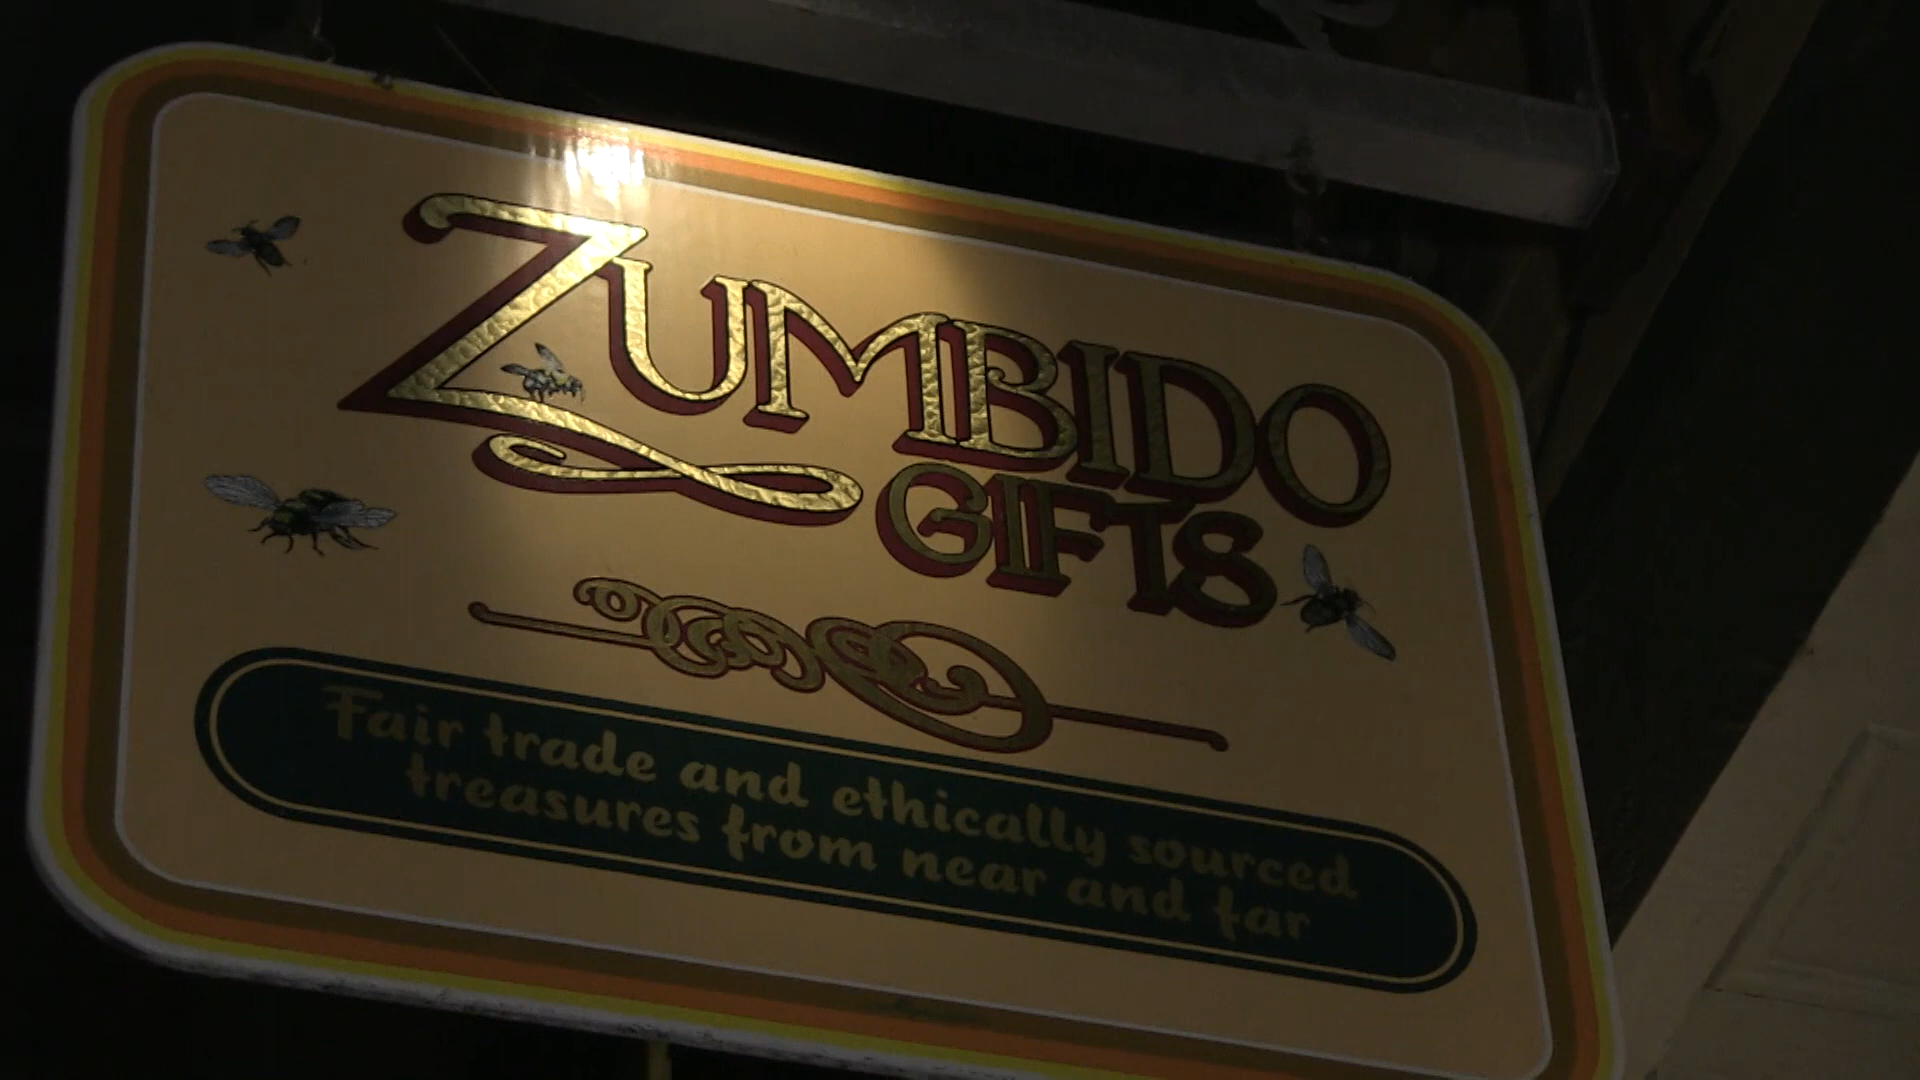 ZUMBIDO
GIFTS
Fair trade and ethically sourced
treasures from near and far